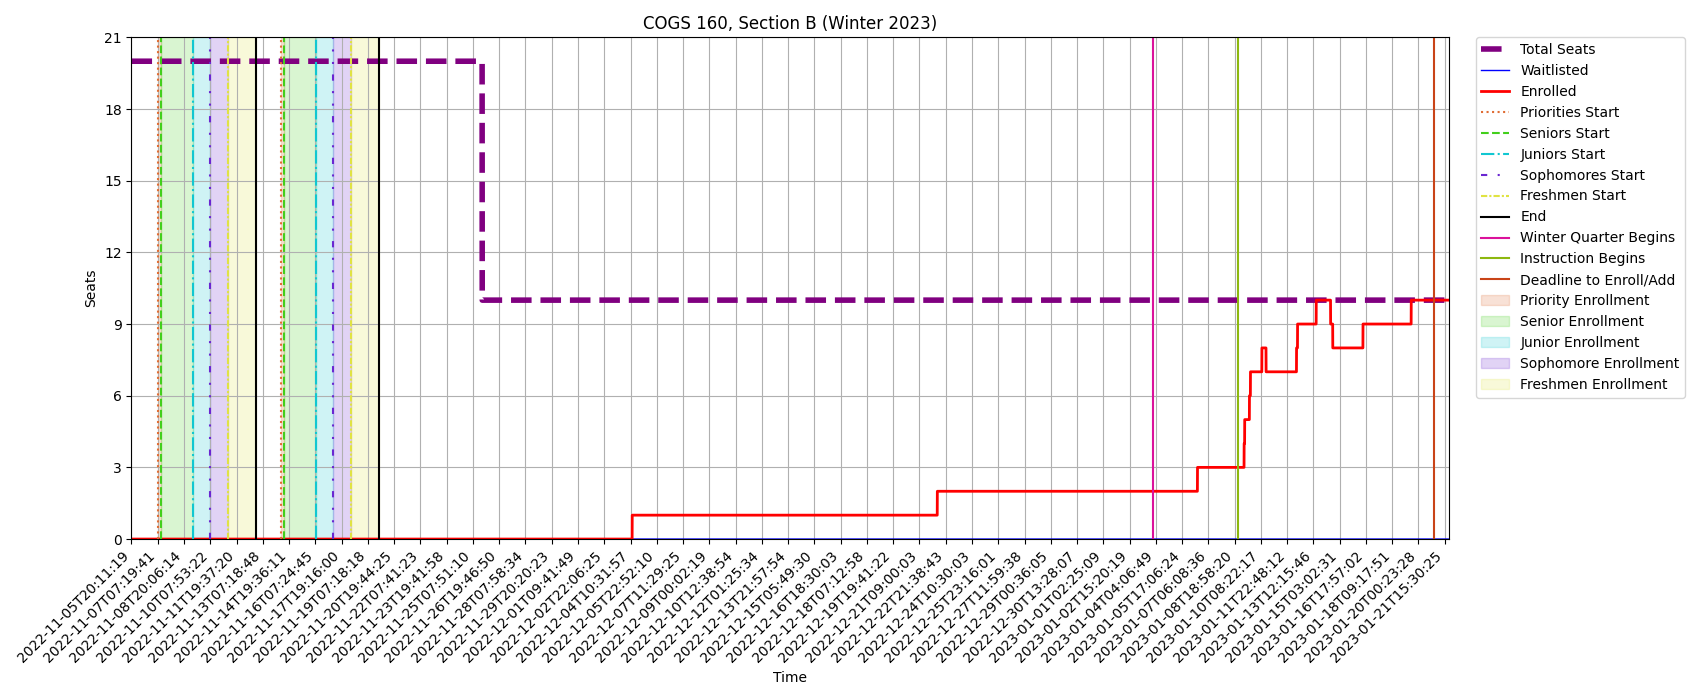 COGS 160, Section B (Winter 2023)
21
18
15
12
9
6
3
0
Seats
2022-11-05T20:11:19
2022-11-07T07:19:41
2022-11-08T20:06:14
2022-11-10T07:53:22
2022-11-11T19:37:20
2022-11-13T07:18:48
2022-11-14T19:36:11
2022-11-16T07:24:45
2022-11-17T19:16:00
2022-11-19T07:18:18
2022-11-20T19:44:25
2022-11-22T07:41:23
2022-11-23T19:41:58
2022-11-25T07:51:10
2022-11-26T19:46:50
2022-11-28T07:58:34
2022-11-29T20:20:23
2022-12-01T09:41:49
2022-12-02T22:06:25
2022-12-04T10:31:57
2022-12-05T22:52:10
2022-12-07T11:29:25
2022-12-09T00:02:19
2022-12-10T12:38:54
2022-12-12T01:25:34
2022-12-13T13:57:54
2022-12-15T05:49:30
2022-12-16T18:30:03
2022-12-18T07:12:58
2022-12-19T19:41:22
2022-12-21T09:00:03
2022-12-22T21:38:43
2022-12-24T10:30:03
2022-12-25T23:16:01
2022-12-27T11:59:38
2022-12-29T00:36:05
2022-12-30T13:28:07
2023-01-01T02:25:09
2023-01-02T15:20:19
2023-01-04T04:06:49
2023-01-05T17:06:24
2023-01-07T06:08:36
2023-01-08T18:58:20
2023-01-10T08:22:17
2023-01-11T22:48:12
2023-01-13T12:15:46
2023-01-15T03:02:31
2023-01-16T17:57:02
2023-01-18T09:17:51
2023-01-20T00:23:28
2023-01-21T15:30:25
Time
Total Seats
Waitlisted
Enrolled
Priorities Start
Seniors Start
Juniors Start
Sophomores Start
Freshmen Start
End
Winter Quarter Begins
Instruction Begins
Deadline to Enroll/Add
Priority Enrollment
Senior Enrollment
Junior Enrollment
Sophomore Enrollment
Freshmen Enrollment